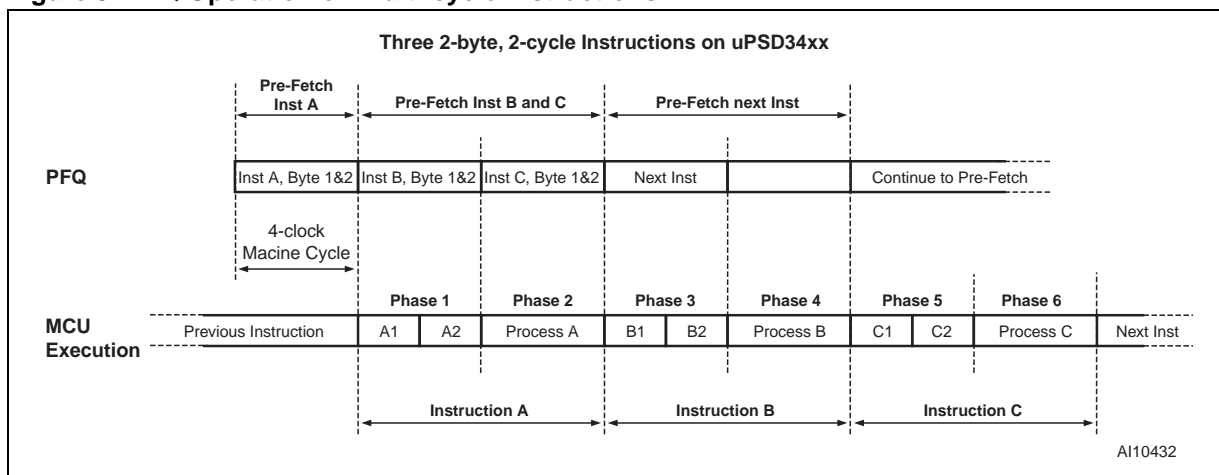 Three 2-byte, 2-cycle Instructions on uPSD34xx
Pre-Fetch
Inst A
Pre-Fetch Inst B and C
Pre-Fetch next Inst
PFQ
Inst A, Byte 1&2
Inst B, Byte 1&2
Inst C, Byte 1&2
Next Inst
Continue to Pre-Fetch
4-clock
Macine Cycle
Phase 1
Phase 2
Phase 3
Phase 4
Phase 5
Phase 6
MCU
Execution
Previous Instruction
A1
A2
Process A
B1
B2
Process B
C1
C2
Process C
Next Inst
Instruction A
Instruction B
Instruction C
AI10432